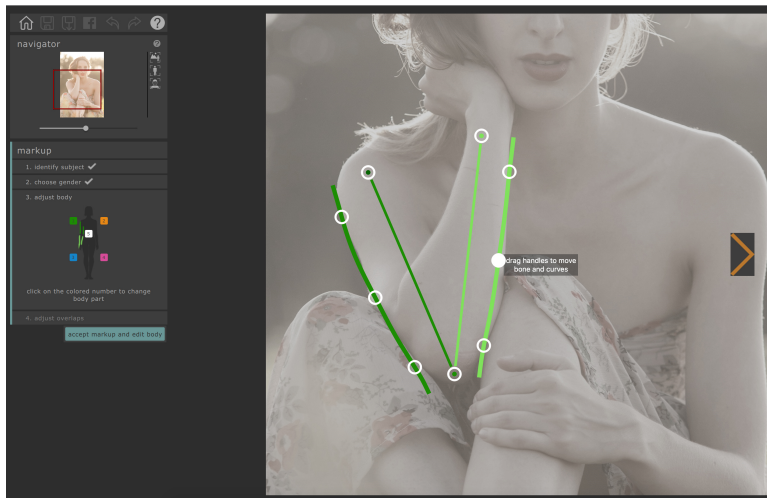 ?
navigator
?
markup
1. identify subject ✓
2. choose gender ✓
3. adjust body
click on the colored number to change
body part
4. adjust overlaps
accept markup and edit body
drag handles to move
bone and curves